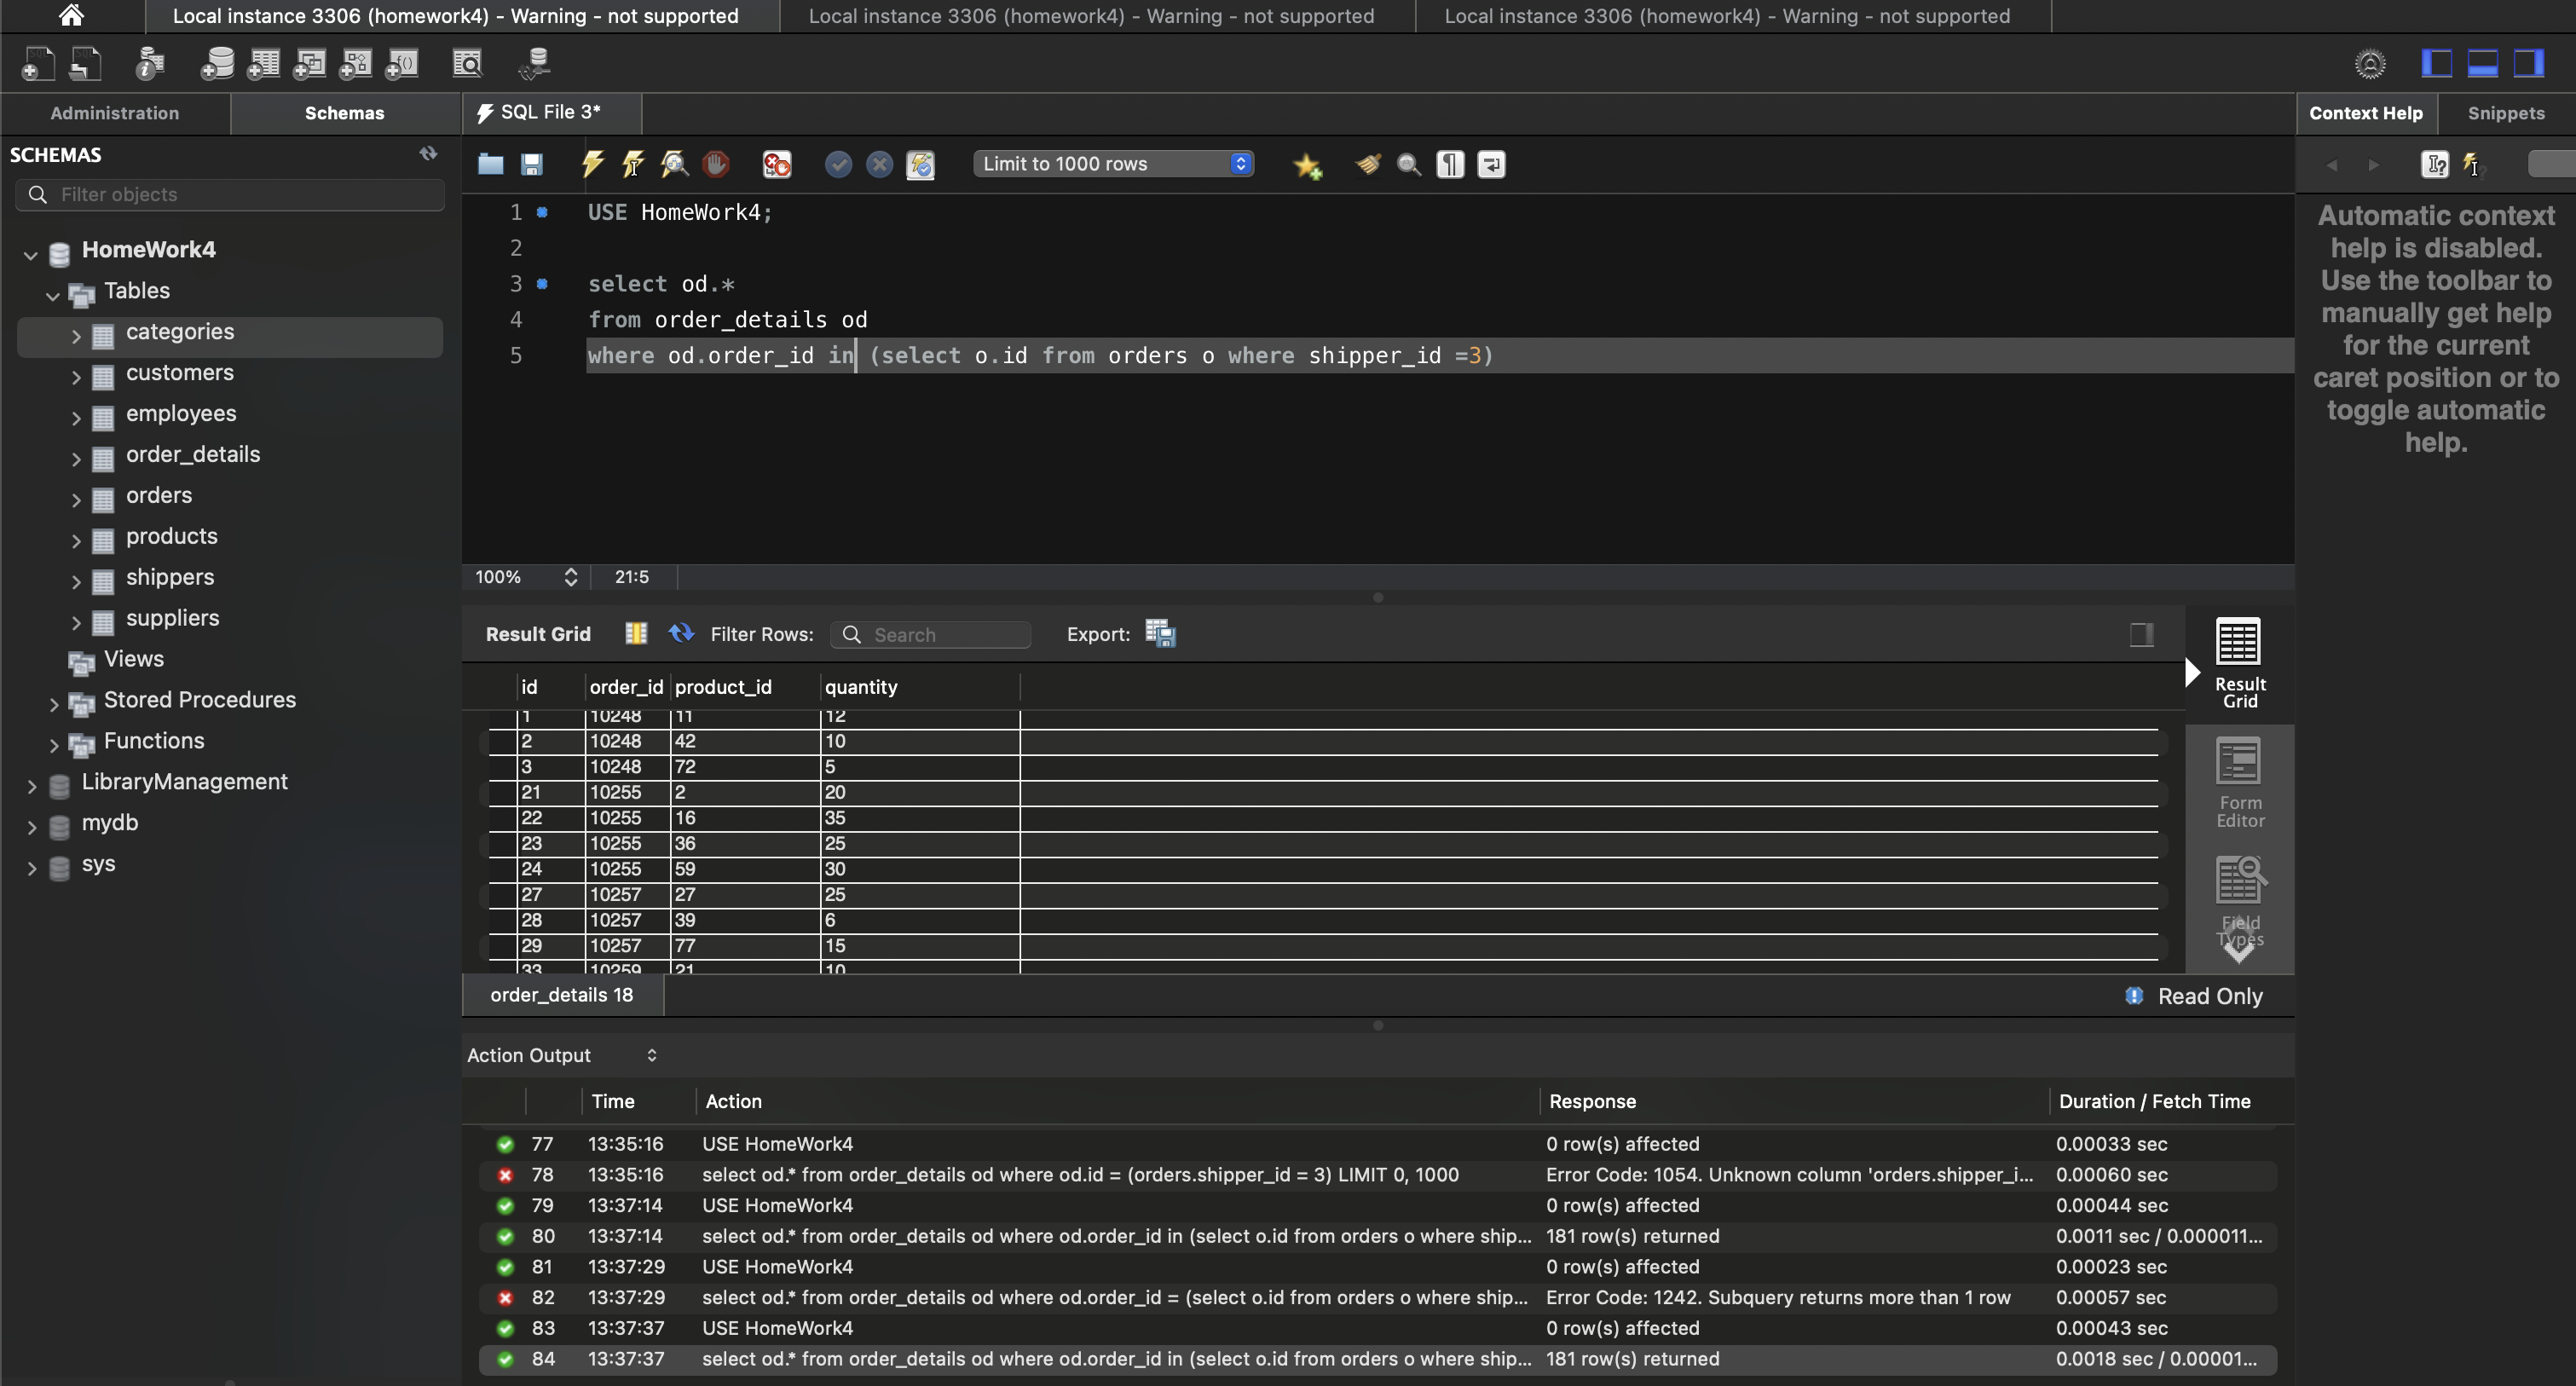 Local instance 3306 (homework4) - Warning - not supported
Local instance 3306 (homework4) - Warning - not supported
Local instance 3306 (homework4) - Warning - not supported
Administration
Schemas
SQL File 3*
Context Help
Snippets
SCHEMAS
Filter objects
HomeWork4
Tables
categories
customers
employees
order_details
orders
products
shippers
suppliers
Views
Stored Procedures
Functions
LibraryManagement
mydb
sys
Limit to 1000 rows
1 USE HomeWork4;
2
3 select od.*
4 from order_details od
5 where od.order_id in (select o.id from orders o where shipper_id =3)
100% 21:5
Automatic context
help is disabled.
Use the toolbar to
manually get help
for the current
caret position or to
toggle automatic
help.
Result Grid Filter Rows: Search Export:
id order_id product_id quantity
1 10248 11 12
2 10248 42 10
3 10248 72 5
21 10255 2 20
22 10255 16 35
23 10255 36 25
24 10255 59 30
27 10257 27 25
28 10257 39 6
29 10257 77 15
33 10259 21 10
Result
Grid
Form
Editor
Field
Types
order_details 18
Read Only
Action Output
Time Action Response Duration / Fetch Time
77 13:35:16 USE HomeWork4 0 row(s) affected 0.00033 sec
78 13:35:16 select od.* from order_details od where od.id = (orders.shipper_id = 3) LIMIT 0, 1000 Error Code: 1054. Unknown column 'orders.shipper_i... 0.00060 sec
79 13:37:14 USE HomeWork4 0 row(s) affected 0.00044 sec
80 13:37:14 select od.* from order_details od where od.order_id in (select o.id from orders o where ship... 181 row(s) returned 0.0011 sec / 0.000011...
81 13:37:29 USE HomeWork4 0 row(s) affected 0.00023 sec
82 13:37:29 select od.* from order_details od where od.order_id = (select o.id from orders o where ship... Error Code: 1242. Subquery returns more than 1 row 0.00057 sec
83 13:37:37 USE HomeWork4 0 row(s) affected 0.00043 sec
84 13:37:37 select od.* from order_details od where od.order_id in (select o.id from orders o where ship... 181 row(s) returned 0.0018 sec / 0.00001...